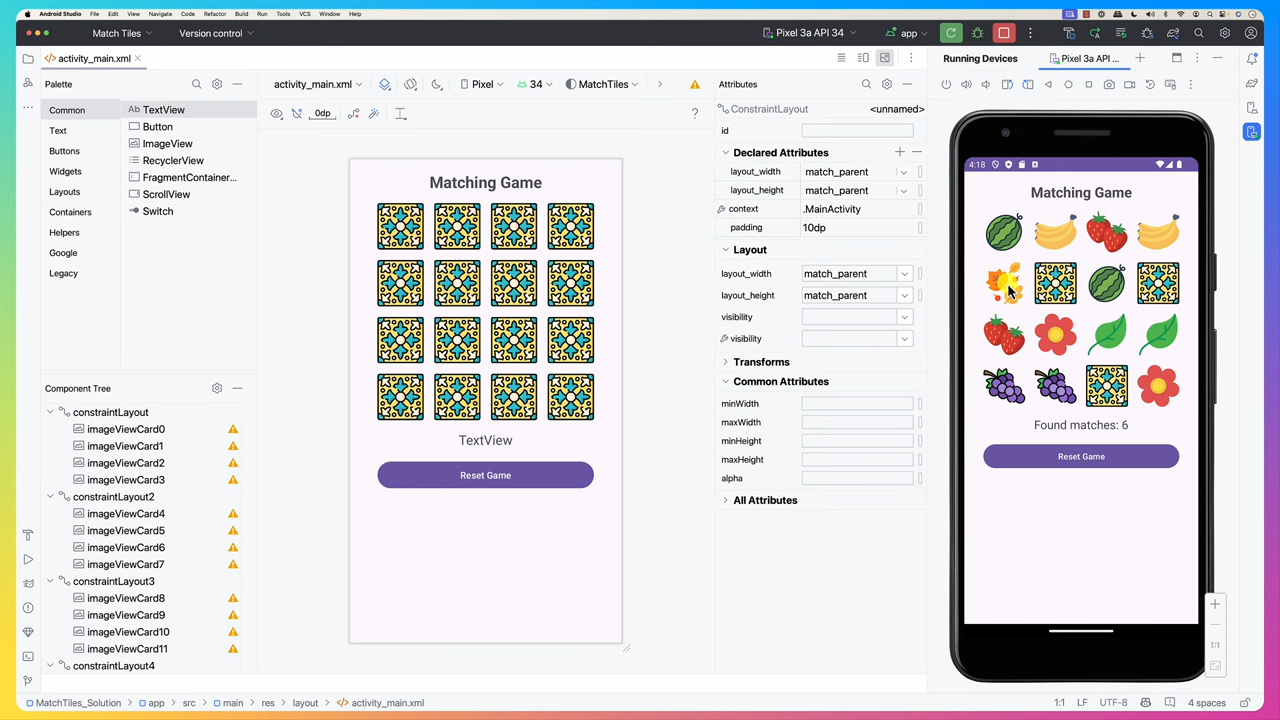 Android Studio File Edit View Navigate Code Refactor Build Run Tools VCS Window Help
Match Tiles Version control Pixel 3a API 34 app
activity_main.xml
Running Devices Pixel 3a API ...
Palette
activity_main.xml Pixel 34 MatchTiles
Attributes
Common
Text
Buttons
Widgets
Layouts
Containers
Helpers
Google
Legacy
Ab TextView
Button
ImageView
RecyclerView
FragmentContainer...
ScrollView
Switch
0dp
?
Component Tree
constraintLayout
imageViewCard0
imageViewCard1
imageViewCard2
imageViewCard3
constraintLayout2
imageViewCard4
imageViewCard5
imageViewCard6
imageViewCard7
constraintLayout3
imageViewCard8
imageViewCard9
imageViewCard10
imageViewCard11
constraintLayout4
Matching Game
TextView
Reset Game
ConstraintLayout <unnamed>
id
Declared Attributes
layout_width match_parent
layout_height match_parent
context .MainActivity
padding 10dp
Layout
layout_width match_parent
layout_height match_parent
visibility
visibility
Transforms
Common Attributes
minWidth
maxWidth
minHeight
maxHeight
alpha
All Attributes
4:18
Matching Game
Found matches: 6
Reset Game
1:1
MatchTiles_Solution app src main res layout activity_main.xml
1:1 LF UTF-8 4 spaces